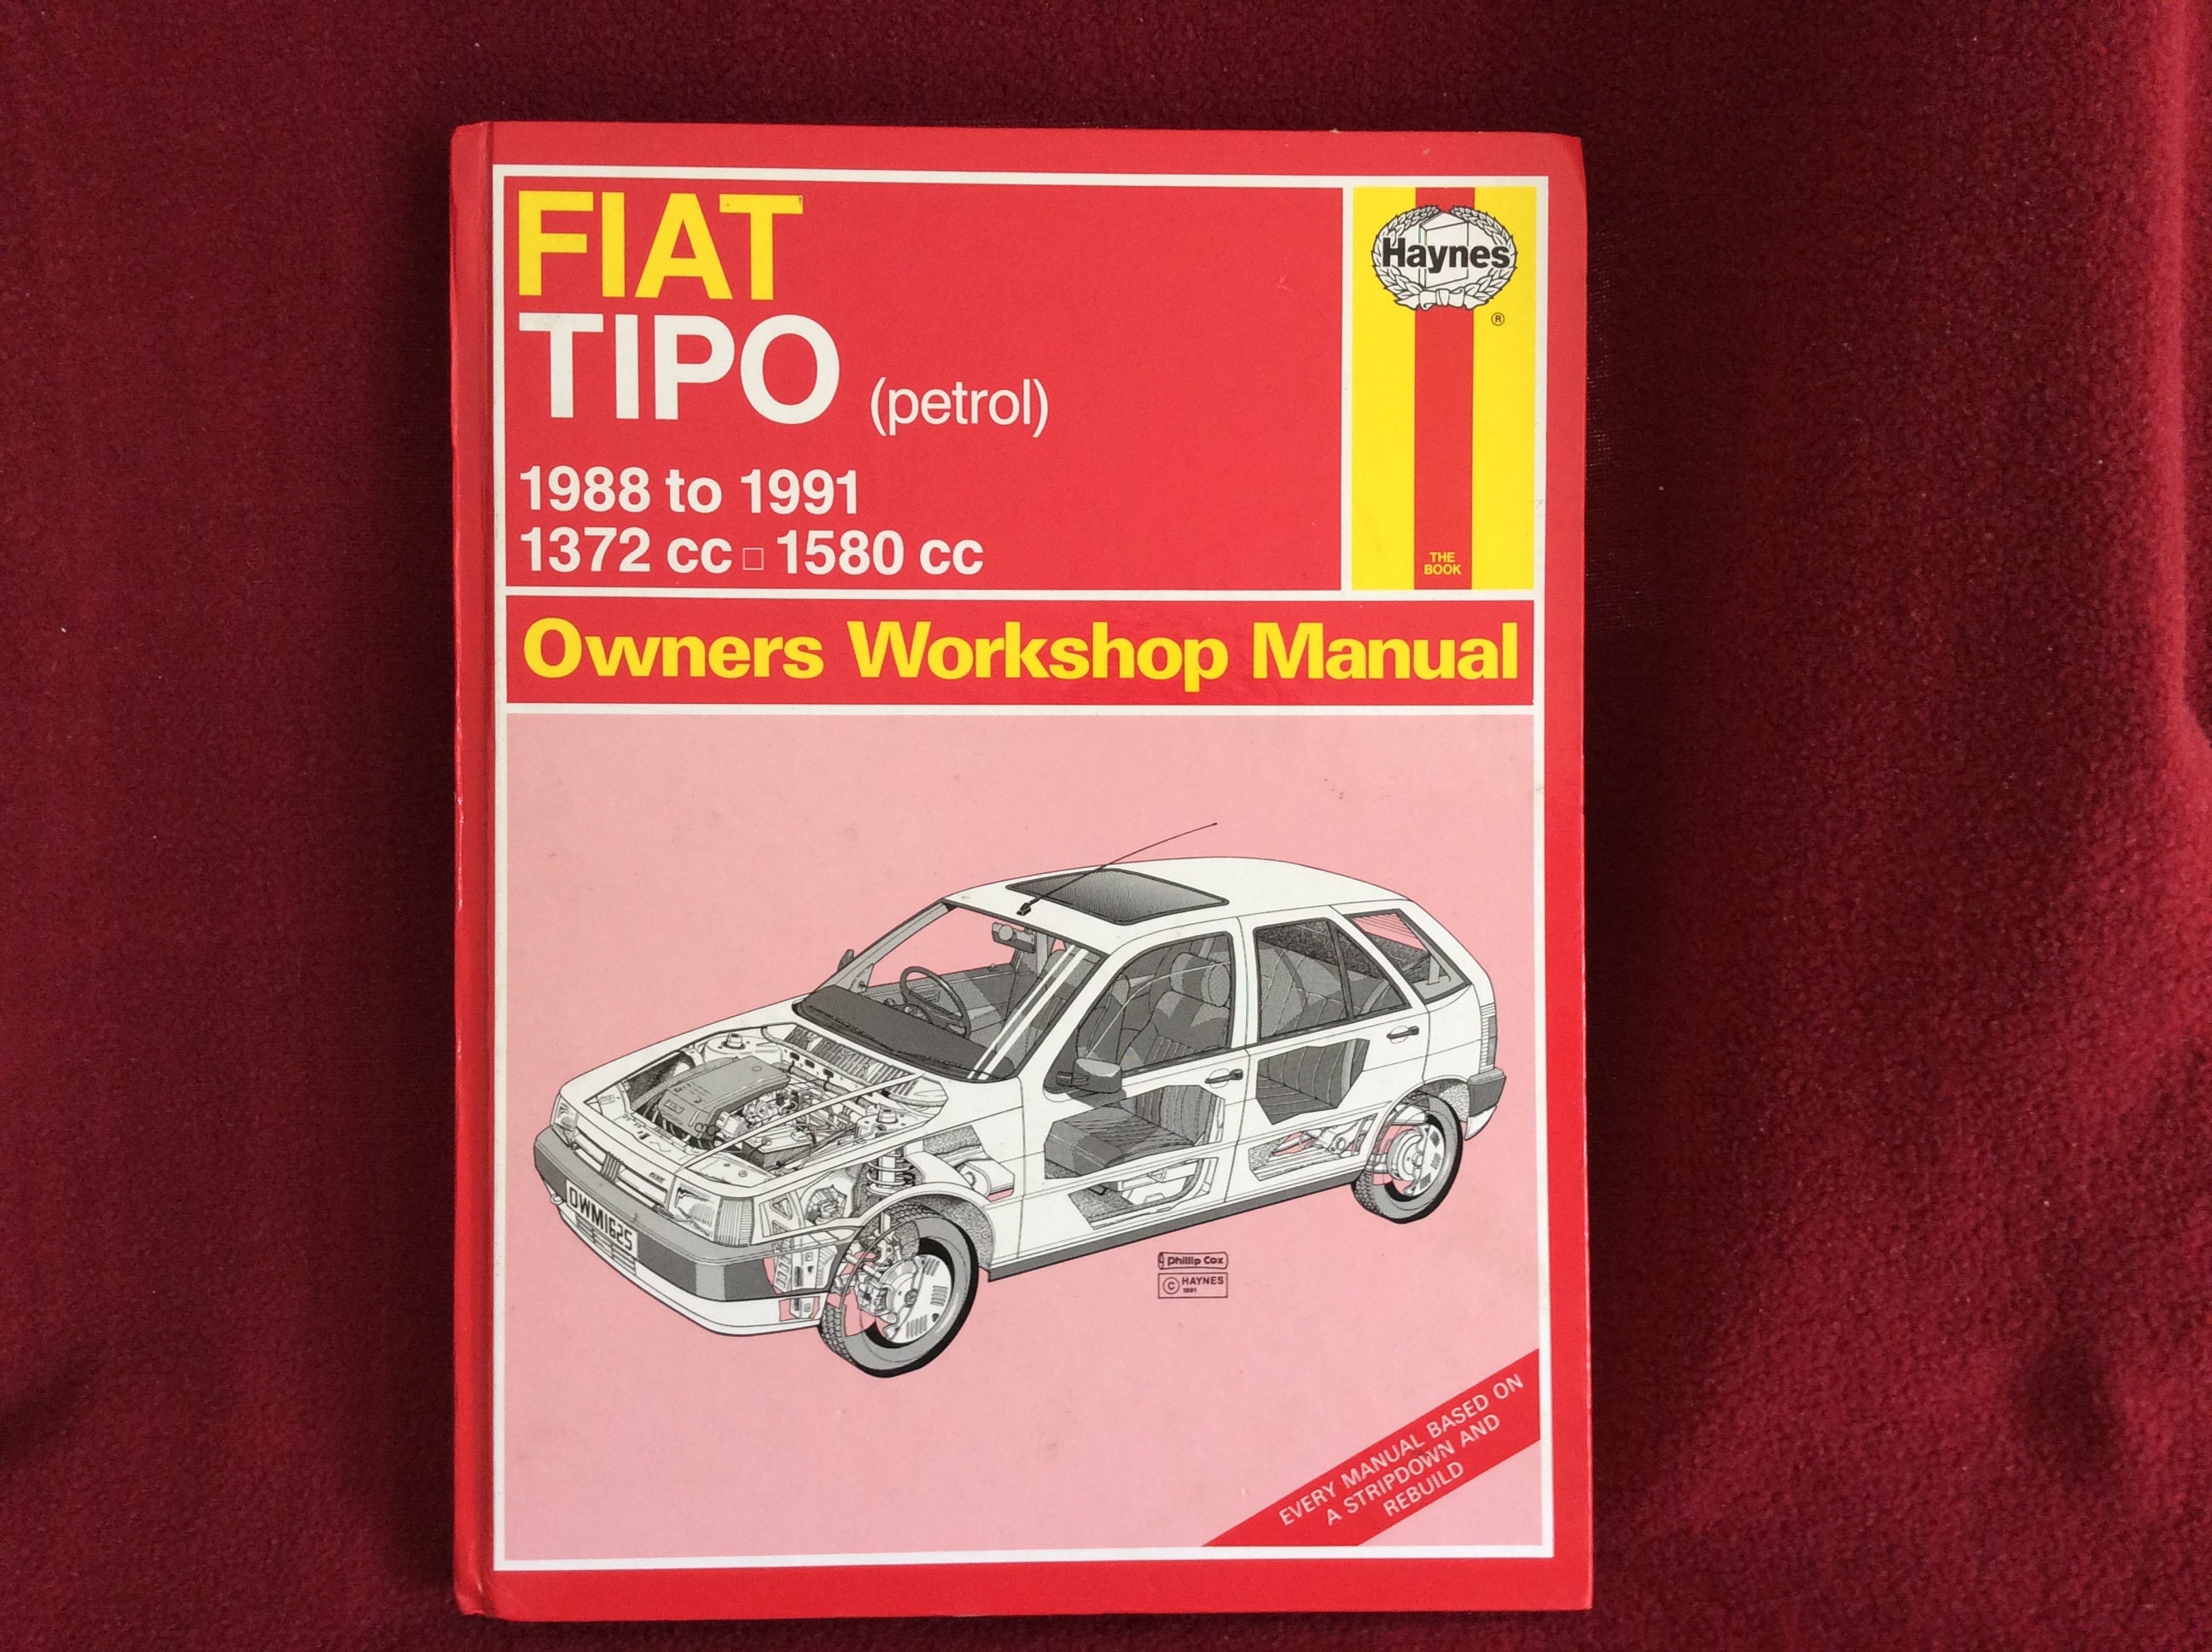 FIAT
TIPO (petrol)
1988 to 1991
1372 cc □ 1580 cc
Haynes
®
THE
BOOK
Owners Workshop Manual
DWM162S
Phillip Cox
© HAYNES
1991
EVERY MANUAL BASED ON
A STRIPDOWN AND
REBUILD